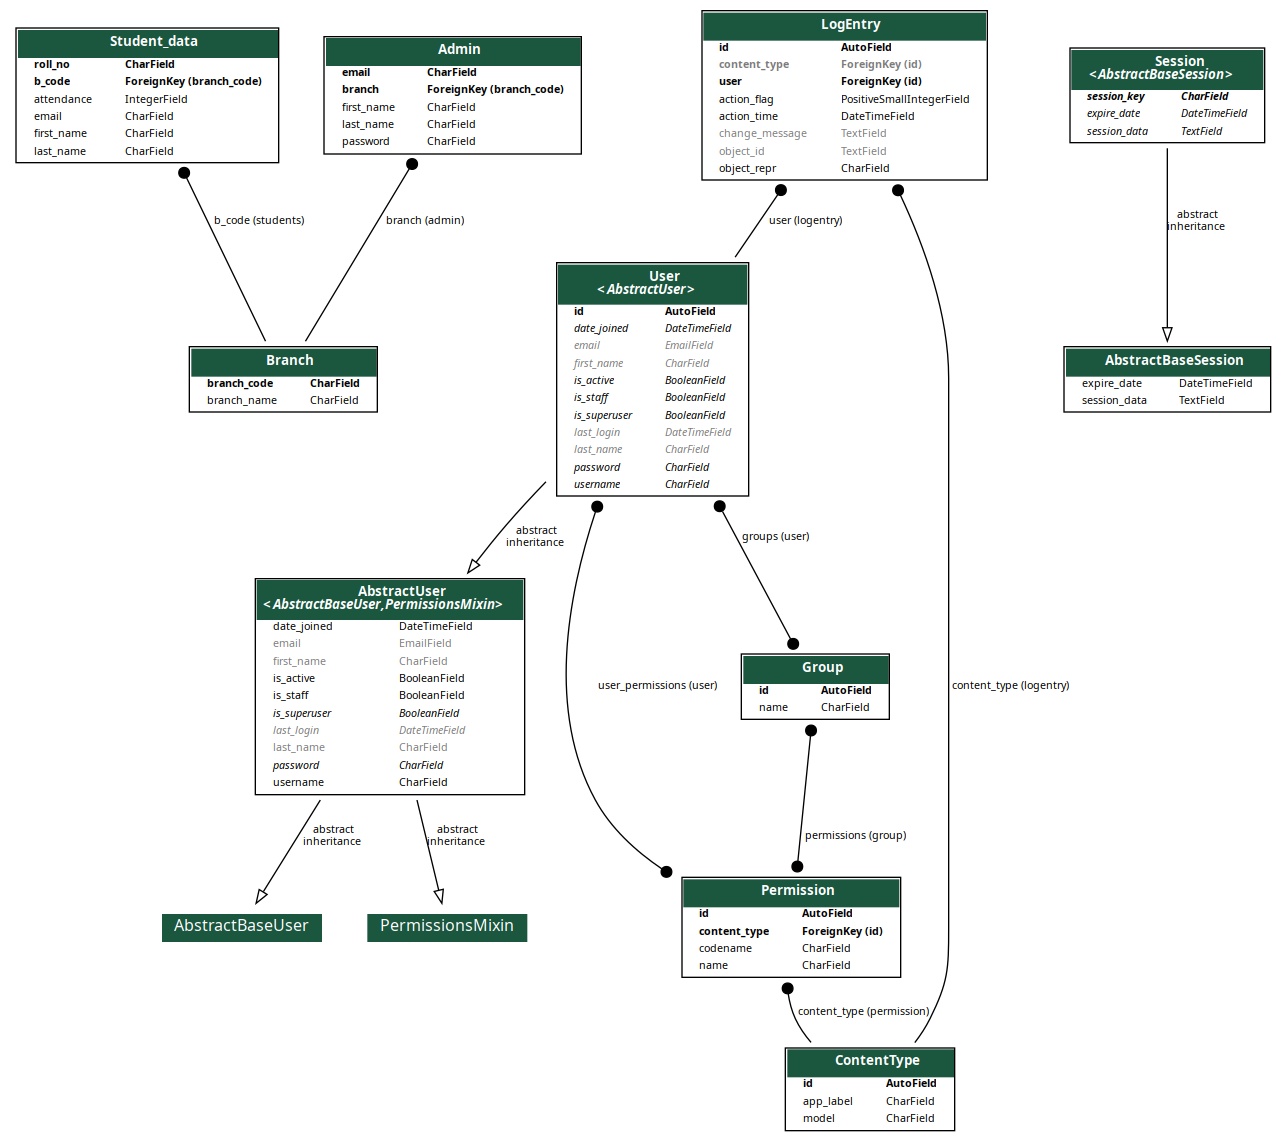 Student_data
roll_no CharField
b_code ForeignKey (branch_code)
attendance IntegerField
email CharField
first_name CharField
last_name CharField
Admin
email CharField
branch ForeignKey (branch_code)
first_name CharField
last_name CharField
password CharField
LogEntry
id AutoField
content_type ForeignKey (id)
user ForeignKey (id)
action_flag PositiveSmallIntegerField
action_time DateTimeField
change_message TextField
object_id TextField
object_repr CharField
Session
<AbstractBaseSession>
session_key CharField
expire_date DateTimeField
session_data TextField
b_code (students)
branch (admin)
user (logentry)
abstract
inheritance
Branch
branch_code CharField
branch_name CharField
User
<AbstractUser>
id AutoField
date_joined DateTimeField
email EmailField
first_name CharField
is_active BooleanField
is_staff BooleanField
is_superuser BooleanField
last_login DateTimeField
last_name CharField
password CharField
username CharField
AbstractBaseSession
expire_date DateTimeField
session_data TextField
abstract
inheritance
groups (user)
AbstractUser
<AbstractBaseUser,PermissionsMixin>
date_joined DateTimeField
email EmailField
first_name CharField
is_active BooleanField
is_staff BooleanField
is_superuser BooleanField
last_login DateTimeField
last_name CharField
password CharField
username CharField
user_permissions (user)
Group
id AutoField
name CharField
content_type (logentry)
abstract
inheritance
abstract
inheritance
permissions (group)
AbstractBaseUser
PermissionsMixin
Permission
id AutoField
content_type ForeignKey (id)
codename CharField
name CharField
content_type (permission)
ContentType
id AutoField
app_label CharField
model CharField